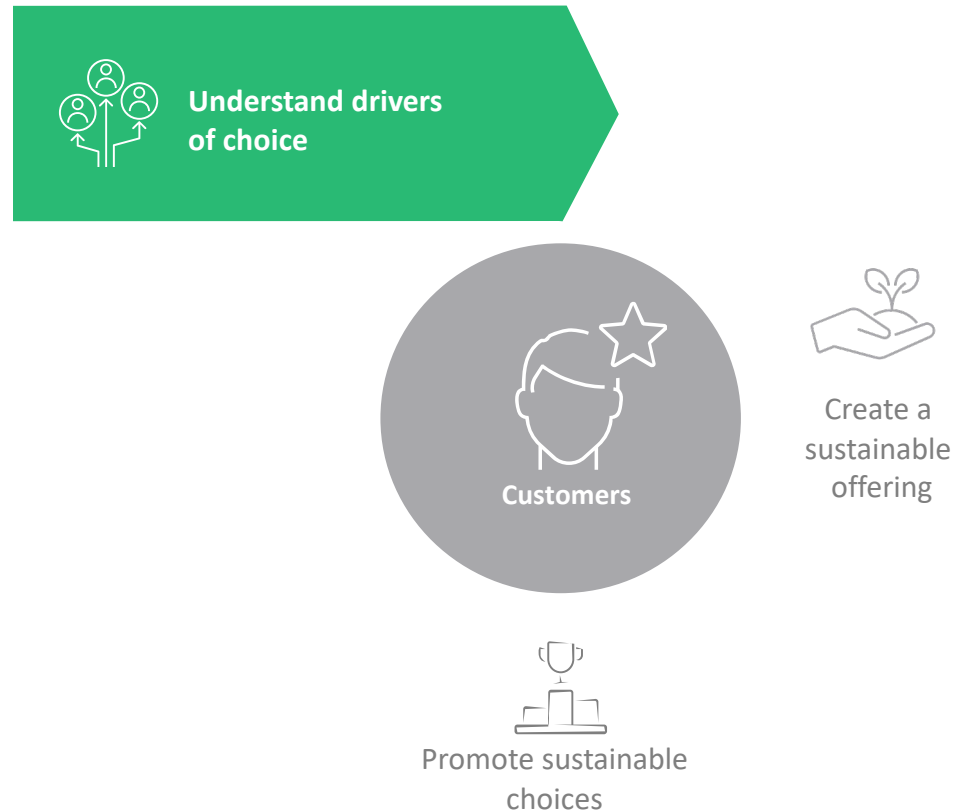 Understand drivers
of choice
Customers
Create a
sustainable
offering
Promote sustainable
choices